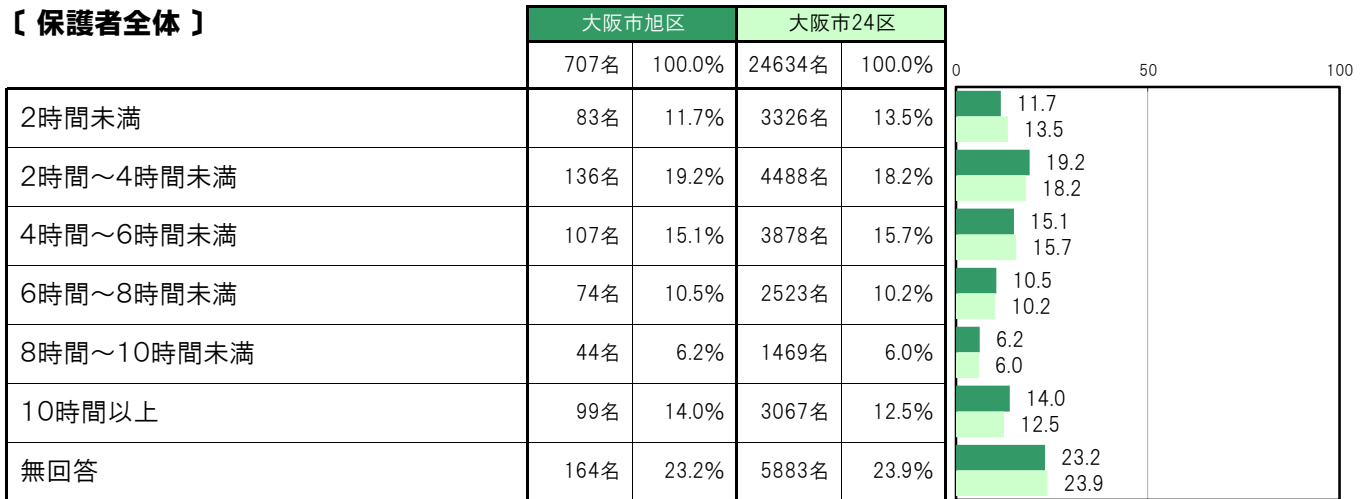 〔 保護者全体 〕
大阪市旭区 大阪市24区
707名 100.0% 24634名 100.0%
0 50 100
2時間未満 83名 11.7% 3326名 13.5%
11.7
13.5
2時間～4時間未満 136名 19.2% 4488名 18.2%
19.2
18.2
4時間～6時間未満 107名 15.1% 3878名 15.7%
15.1
15.7
6時間～8時間未満 74名 10.5% 2523名 10.2%
10.5
10.2
8時間～10時間未満 44名 6.2% 1469名 6.0%
6.2
6.0
10時間以上 99名 14.0% 3067名 12.5%
14.0
12.5
無回答 164名 23.2% 5883名 23.9%
23.2
23.9